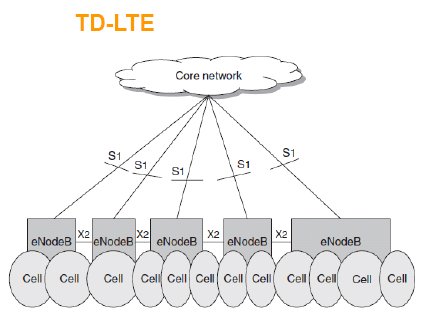 TD-LTE
Core network
S1 S1 S1 S1 S1
eNodeB X2 eNodeB X2 eNodeB X2 eNodeB X2 eNodeB
Cell Cell Cell Cell Cell Cell Cell Cell Cell Cell Cell Cell